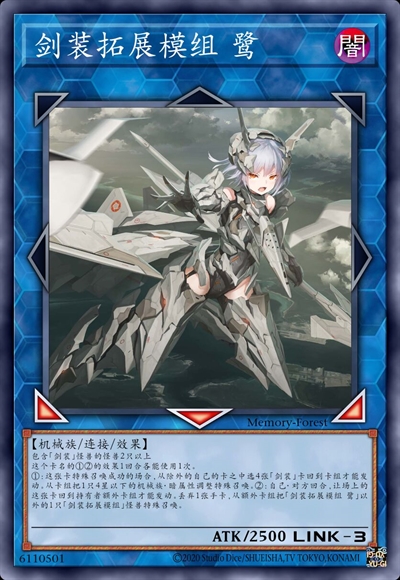 剑装拓展模组 鹭
闇
Memory-Forest
【机械族/连接/效果】
包含「剑装」怪兽的怪兽2只以上
这个卡名的①②的效果1回合各能使用1次。
①:这张卡特殊召唤成功的场合,从除外的自己的卡之中选4张「剑装」卡回到卡组才能发
动。从卡组把1只4星以下的机械族·暗属性调整特殊召唤。②:自己·对方回合,让场上的
这张卡回到持有者额外卡组才能发动。丢弃1张手卡,从额外卡组把「剑装拓展模组 鹭」以
外的1只「剑装拓展模组」怪兽特殊召唤。
ATK/2500 LINK-3
6110501
©2020 Studio Dice/SHUEISHA,TV TOKYO,KONAMI